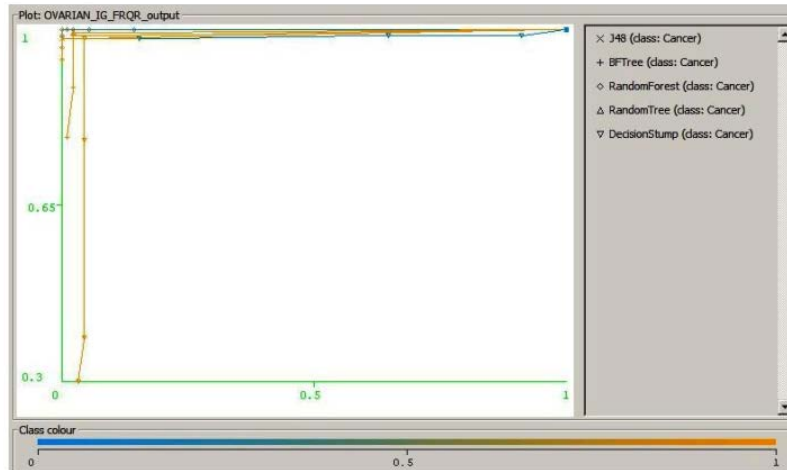 Plot: OVARIAN_IG_FRQR_output
1
0.65
0.3
0
0.5
1
J48 (class: Cancer)
BFTree (class: Cancer)
RandomForest (class: Cancer)
RandomTree (class: Cancer)
DecisionStump (class: Cancer)
Class colour
0
0.5
1